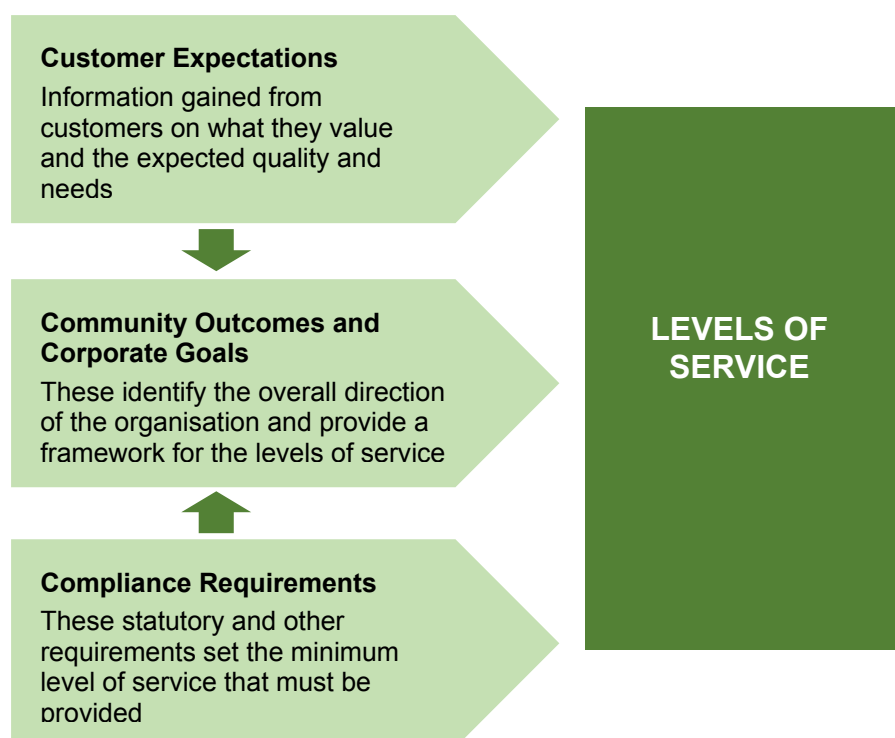 Customer Expectations
Information gained from
customers on what they value
and the expected quality and
needs
Community Outcomes and
Corporate Goals
These identify the overall direction
of the organisation and provide a
framework for the levels of service
Compliance Requirements
These statutory and other
requirements set the minimum
level of service that must be
provided
LEVELS OF
SERVICE